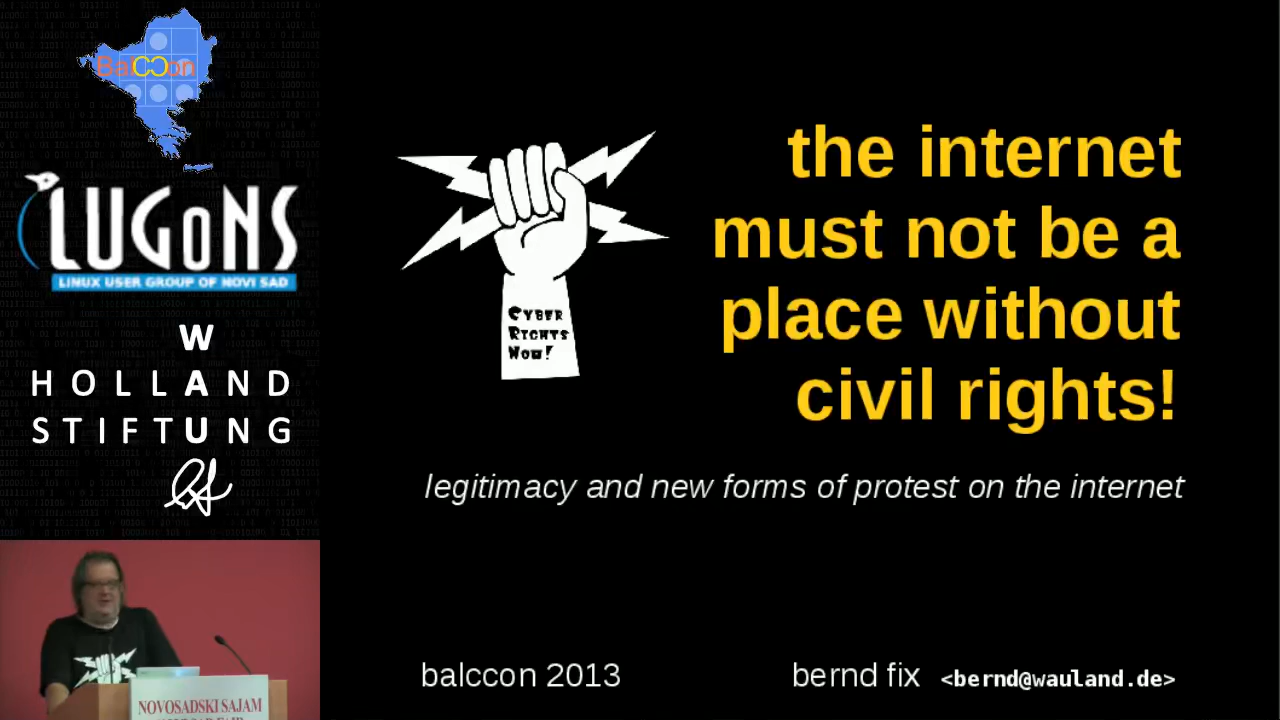 BalCCon
LUGoNS
LINUX USER GROUP OF NOVI SAD
W
HOLLAND
STIFTUNG
the internet
must not be a
place without
civil rights!
CYBER
RIGHTS
NOW!
legitimacy and new forms of protest on the internet
balccon 2013
bernd fix <bernd@wauland.de>
NOVOSADSKI SAJAM